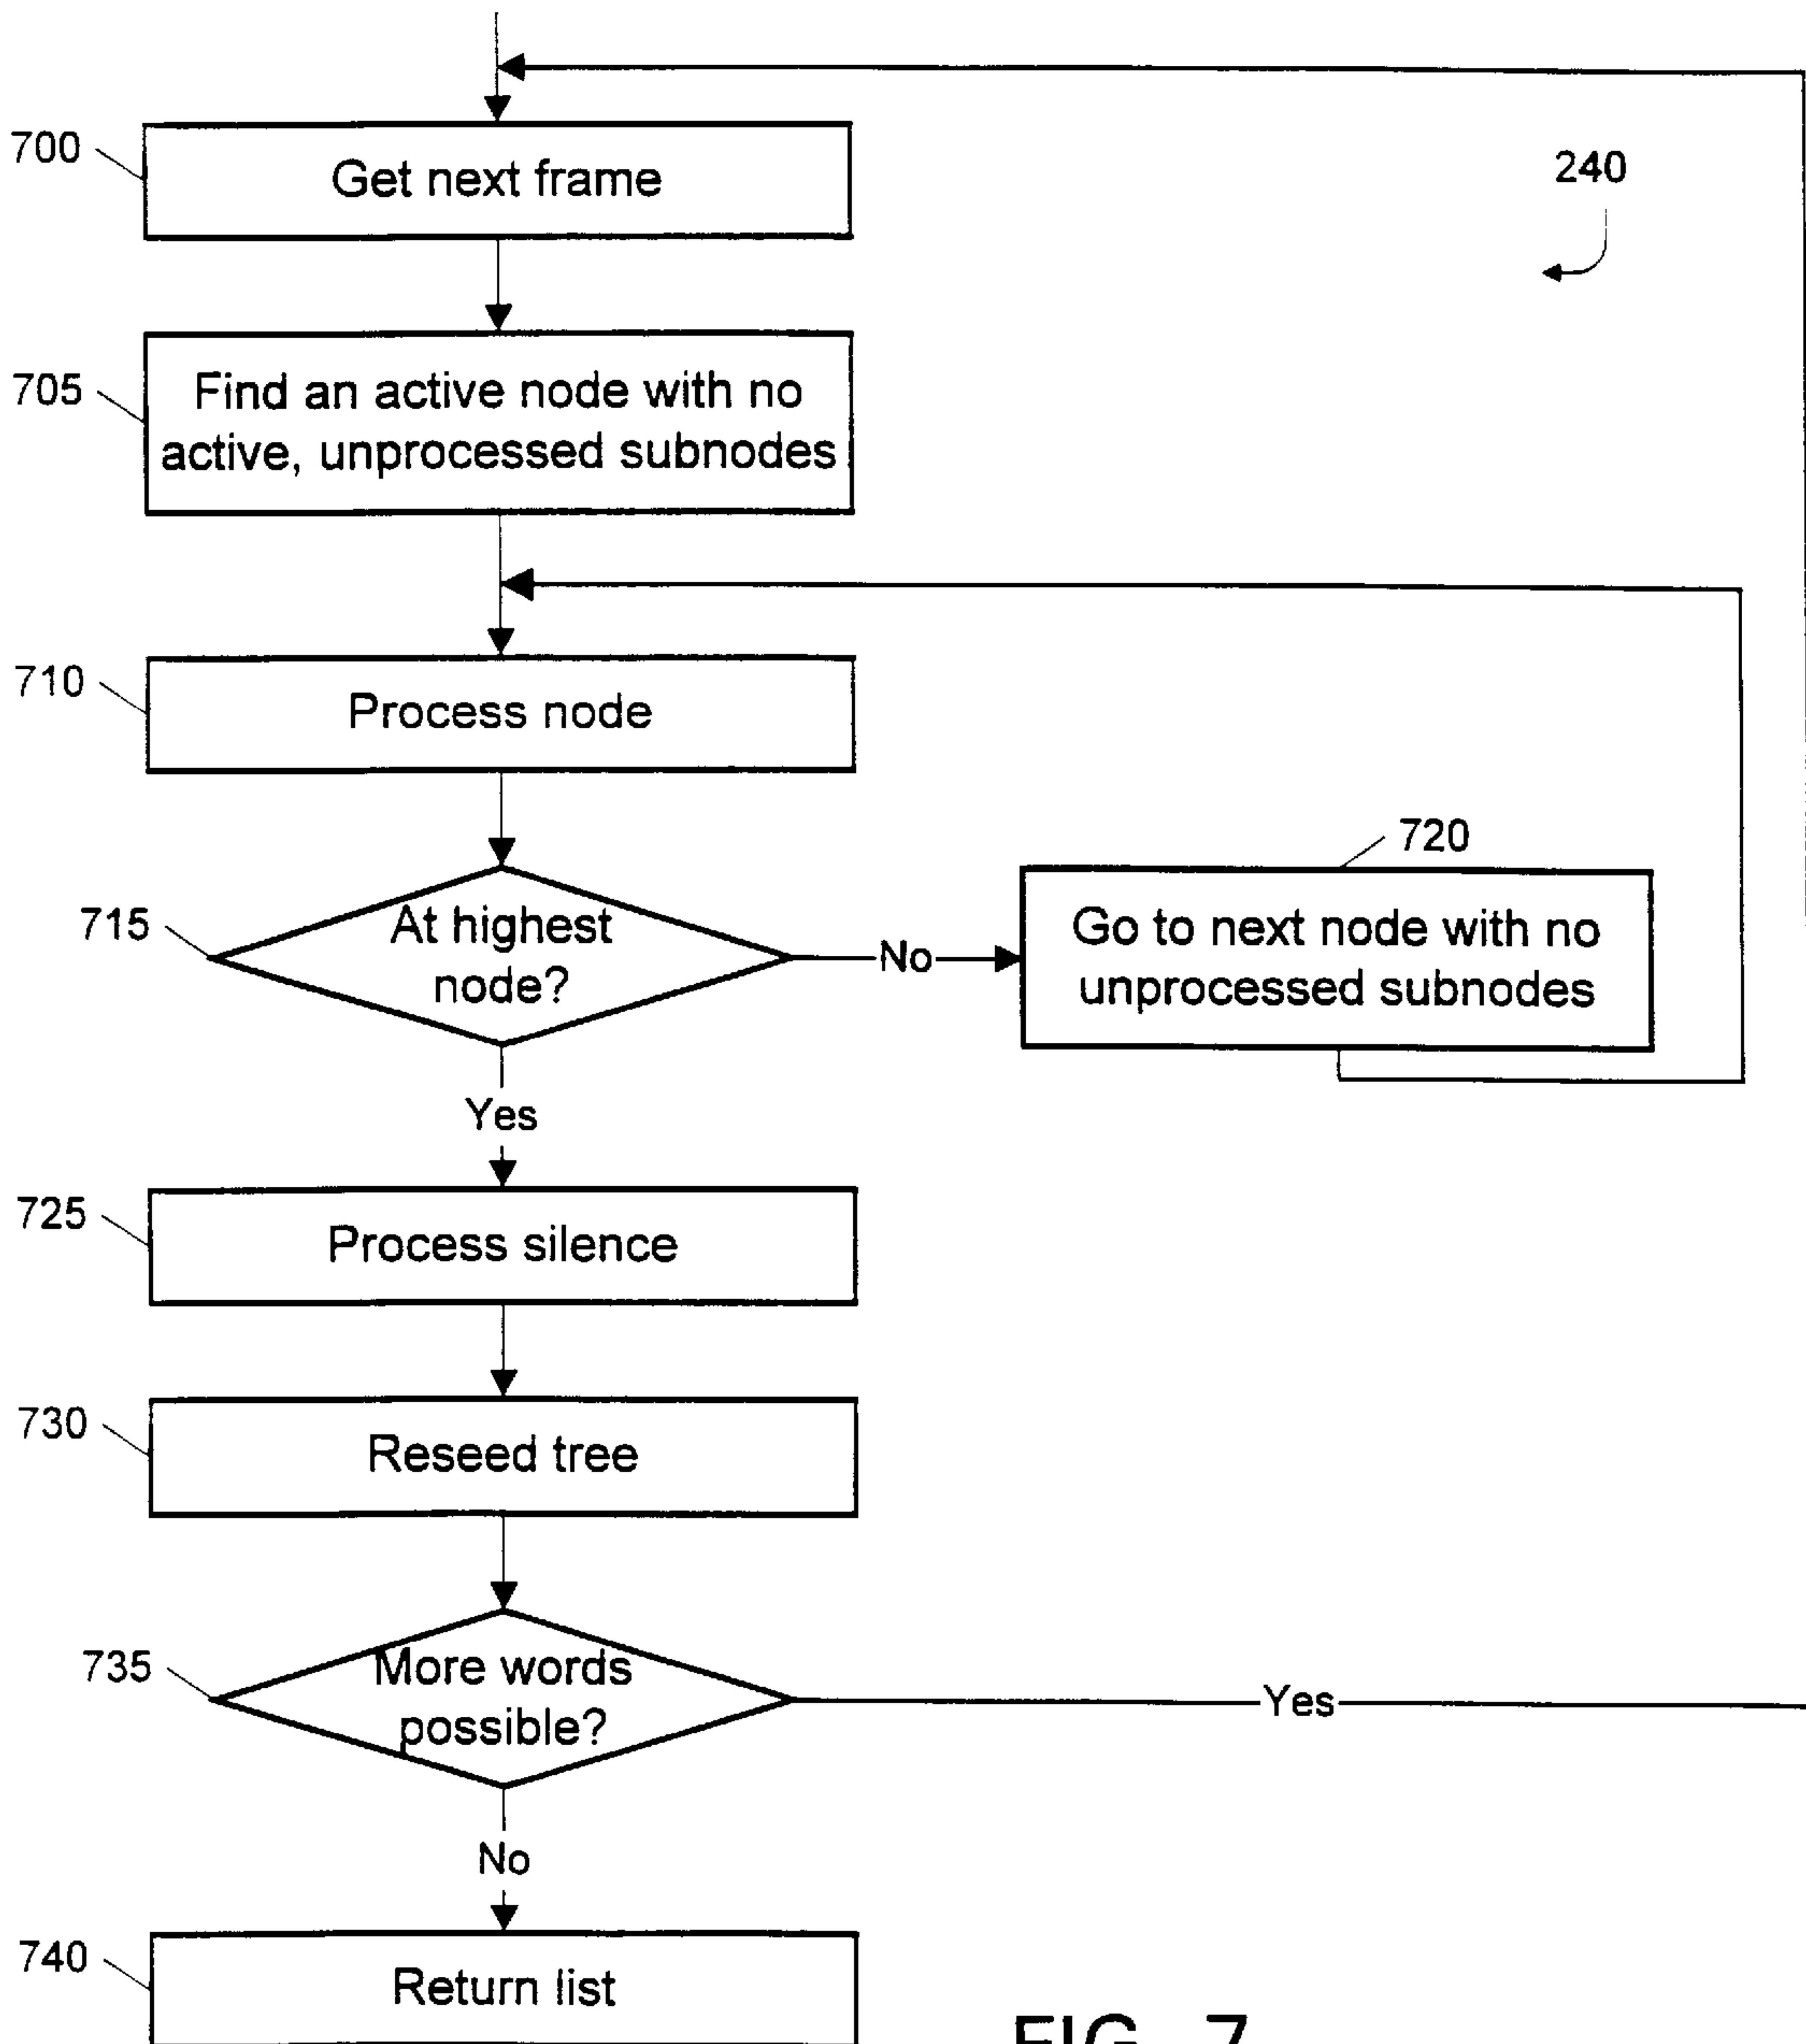 700
Get next frame
240
705
Find an active node with no
active, unprocessed subnodes
710
Process node
720
715
At highest
node?
No
Go to next node with no
unprocessed subnodes
Yes
725
Process silence
730
Reseed tree
735
More words
possible?
Yes
No
740
Return list
FIG. 7